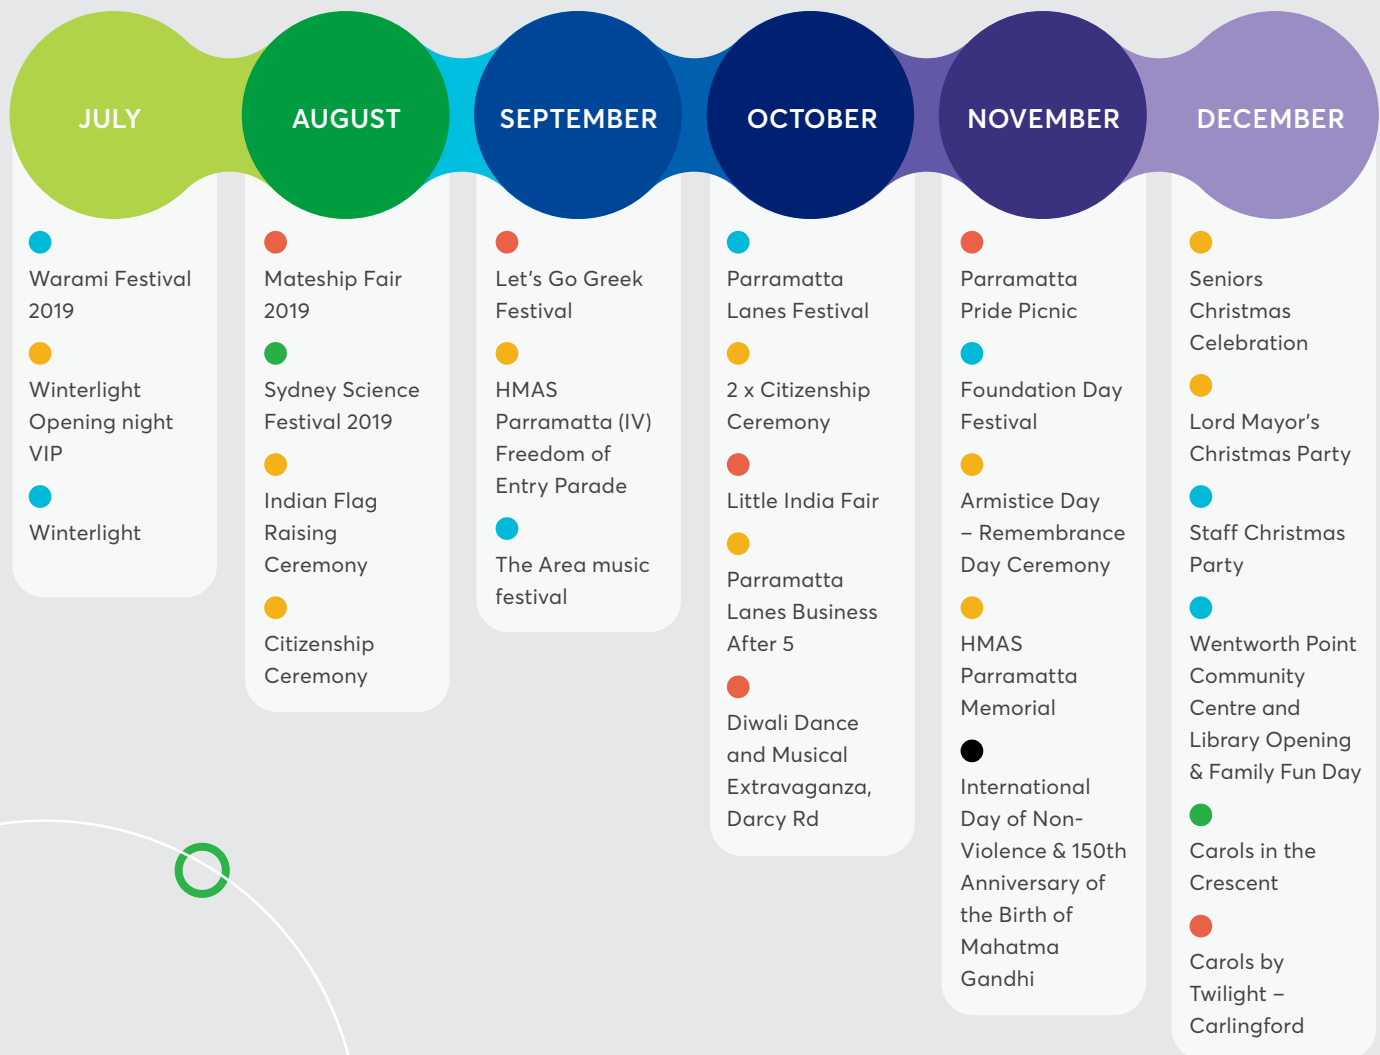 JULY
Warami Festival
2019
Winterlight
Opening night
VIP
Winterlight
AUGUST
Mateship Fair
2019
Sydney Science
Festival 2019
Indian Flag
Raising
Ceremony
Citizenship
Ceremony
SEPTEMBER
Let's Go Greek
Festival
HMAS
Parramatta (IV)
Freedom of
Entry Parade
The Area music
festival
OCTOBER
Parramatta
Lanes Festival
2 x Citizenship
Ceremony
Little India Fair
Parramatta
Lanes Business
After 5
Diwali Dance
and Musical
Extravaganza,
Darcy Rd
NOVEMBER
Parramatta
Pride Picnic
Foundation Day
Festival
Armistice Day
– Remembrance
Day Ceremony
HMAS
Parramatta
Memorial
International
Day of Non-
Violence & 150th
Anniversary of
the Birth of
Mahatma
Gandhi
DECEMBER
Seniors
Christmas
Celebration
Lord Mayor's
Christmas Party
Staff Christmas
Party
Wentworth Point
Community
Centre and
Library Opening
& Family Fun Day
Carols in the
Crescent
Carols by
Twilight –
Carlingford